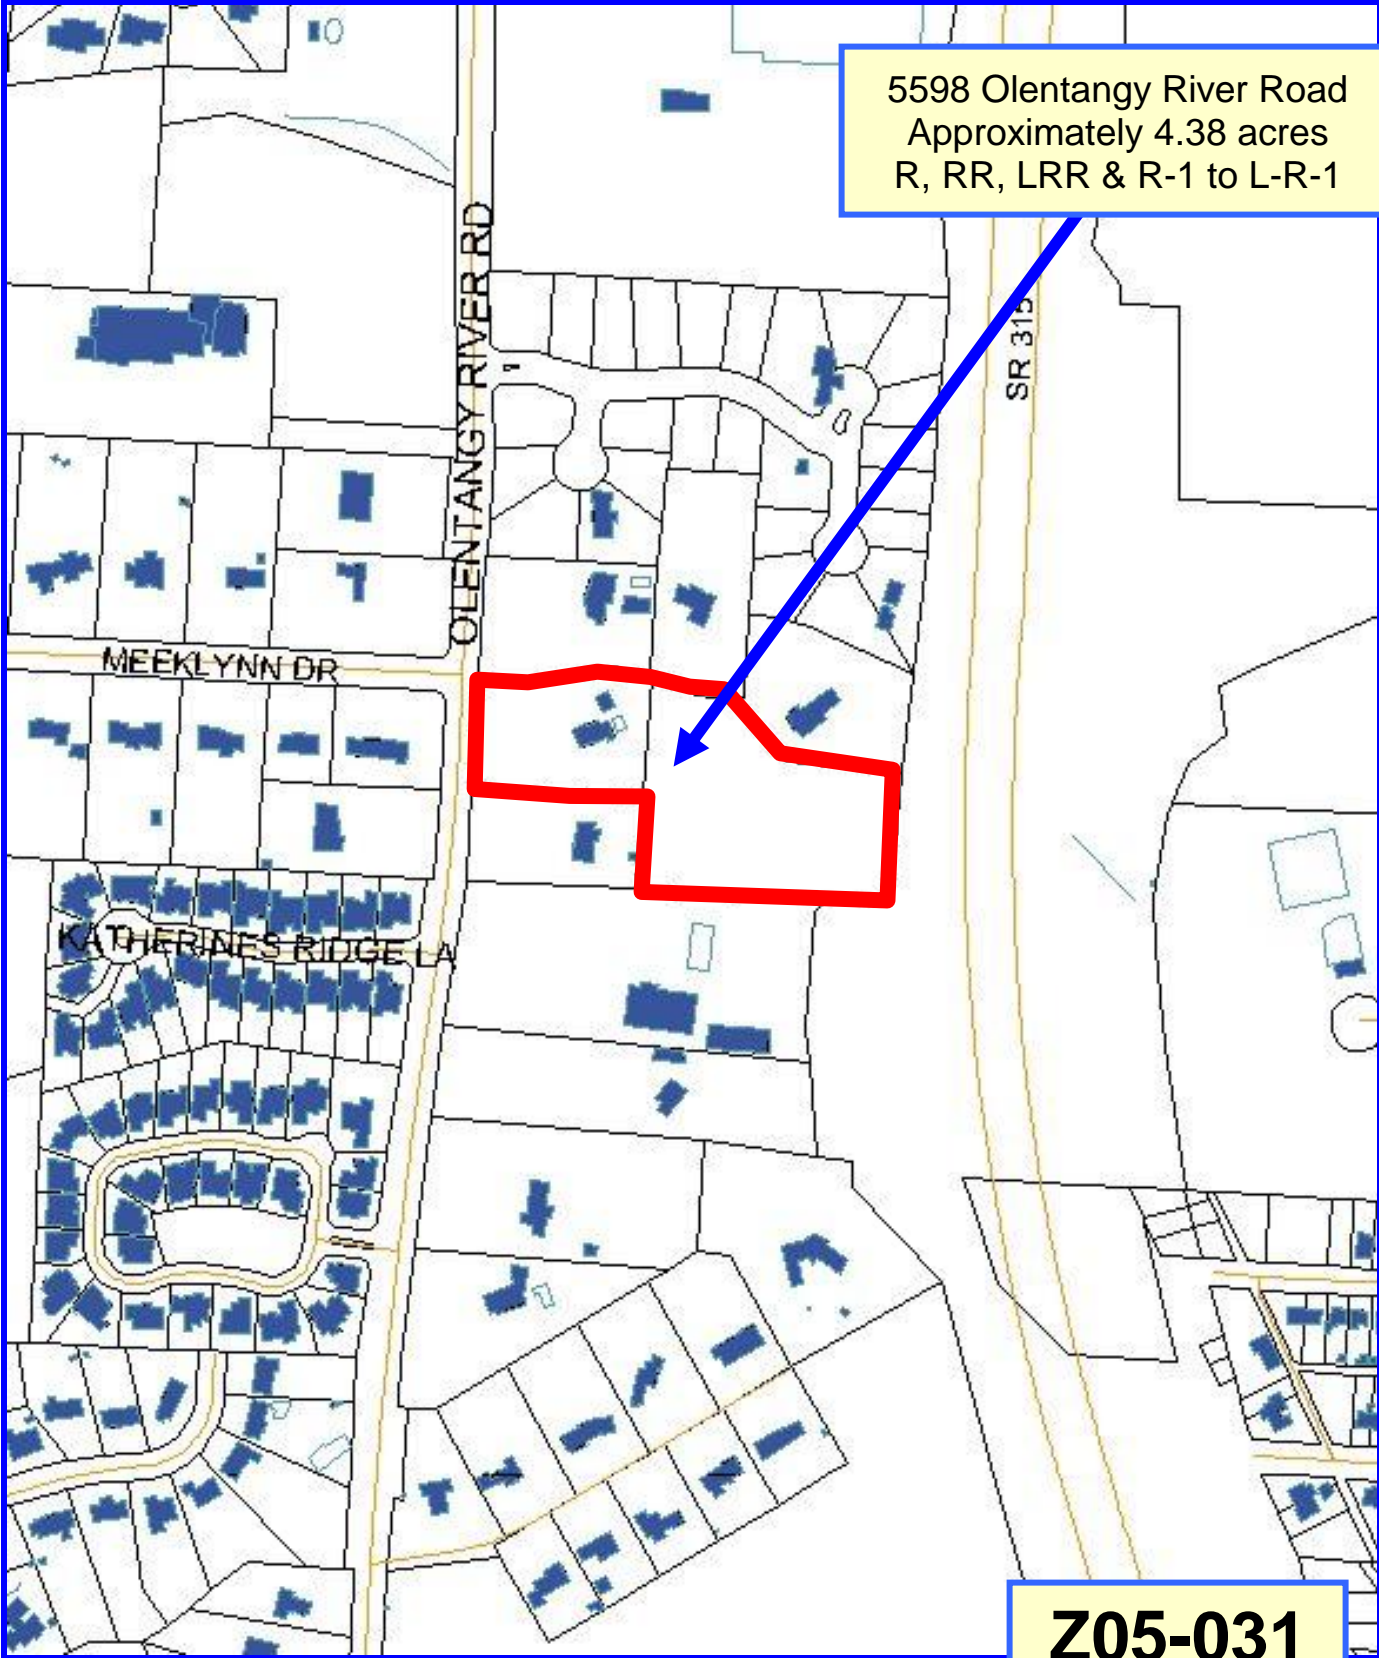 5598 Olentangy River Road
Approximately 4.38 acres
R, RR, LRR & R-1 to L-R-1
OLENTANGY RIVER RD
SR 315
MEEKLYNN DR
KATHERINES RIDGE LA
Z05-031